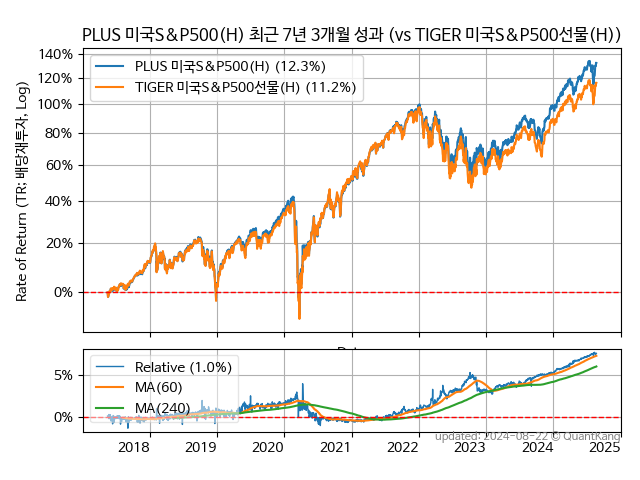 PLUS 미국S&P500(H) 최근 7년 3개월 성과 (vs TIGER 미국S&P500선물(H))
Rate of Return (TR: 배당재투자, Log)
140%
120%
100%
80%
60%
40%
20%
0%
PLUS 미국S&P500(H) (12.3%)
TIGER 미국S&P500선물(H) (11.2%)
5%
0%
Relative (1.0%)
MA(60)
MA(240)
updated: 2024-08-22 © QuantKang
2018 2019 2020 2021 2022 2023 2024 2025